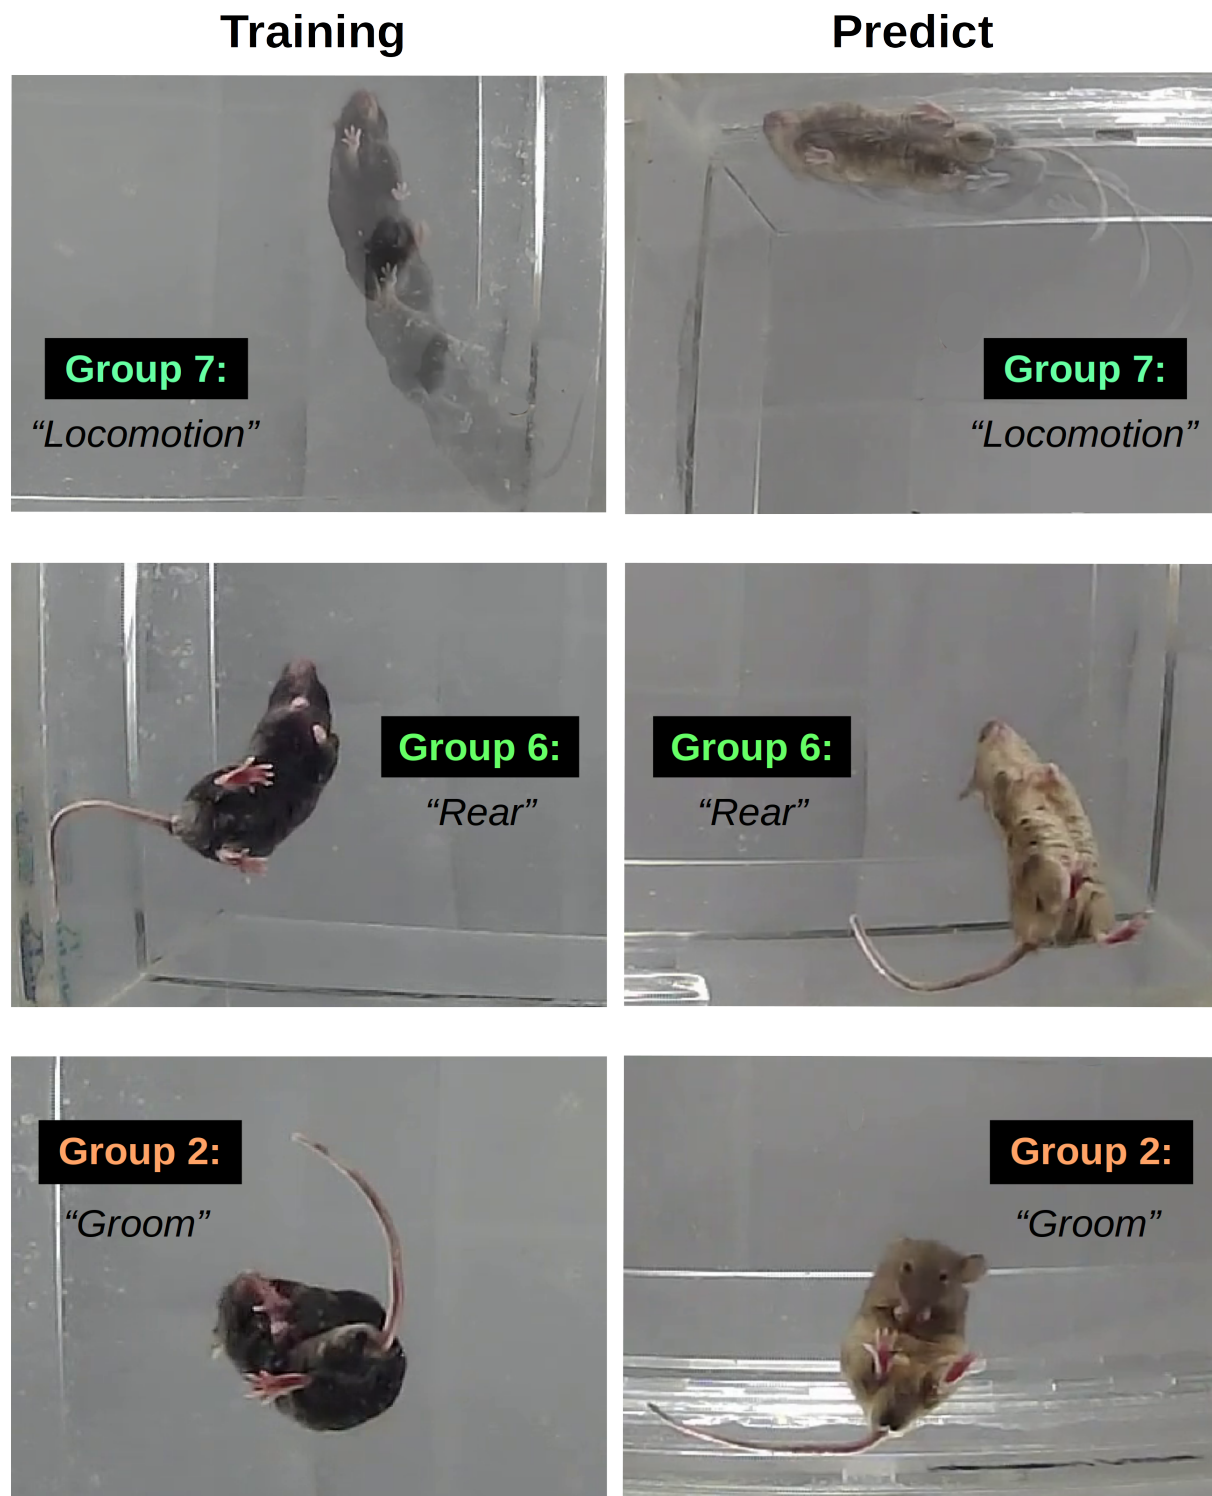 Training
Predict
Group 7:
“Locomotion”
Group 7:
“Locomotion”
Group 6:
“Rear”
Group 6:
“Rear”
Group 2:
“Groom”
Group 2:
“Groom”